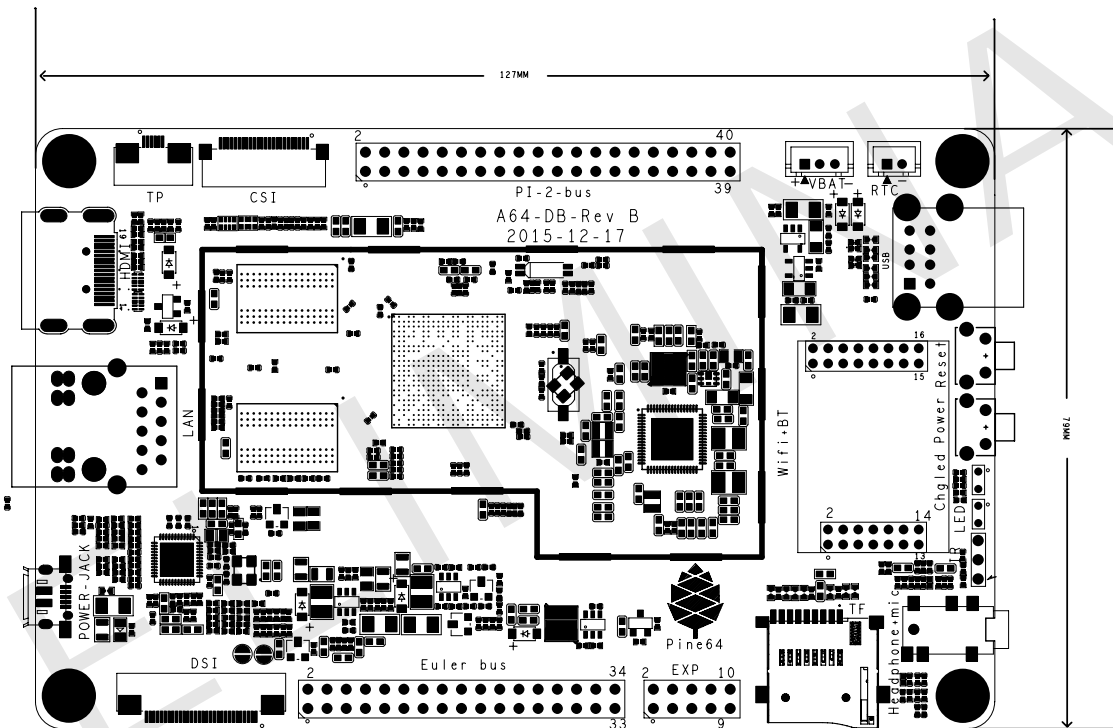 127MM
2 40
TP
CSI
PI-2-bus
39
+ VBAT -
RTC -
A64-DB-Rev B
2015-12-17
19
HDMI
1
USB
79MM
2 16
15
LAN
Wifi+BT
Chgled Power Reset
2 14
13
LED
IR
POWER-JACK
TF
Headphone+mic
Pine64
DSI
Euler bus
EXP
2 34
2 10
33
9